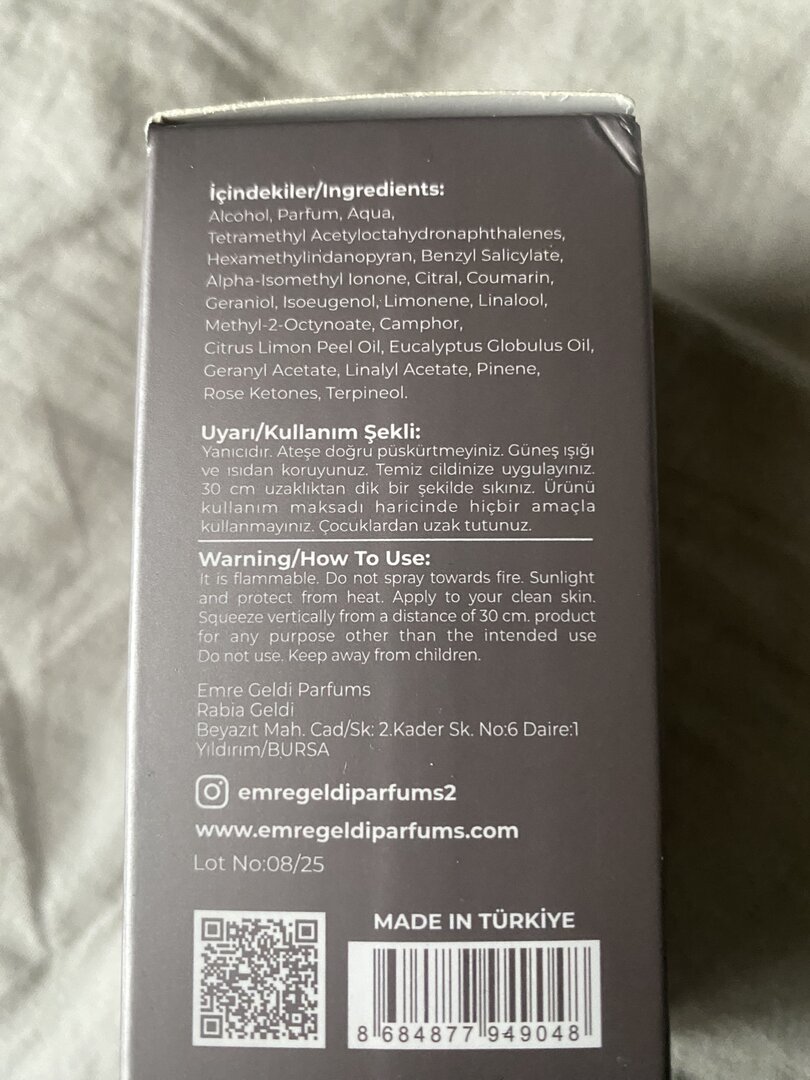 İçindekiler/Ingredients:
Alcohol, Parfum, Aqua,
Tetramethyl Acetyloctahydronaphthalenes,
Hexamethylindanopyran, Benzyl Salicylate,
Alpha-Isomethyl Ionone, Citral, Coumarin,
Geraniol, Isoeugenol, Limonene, Linalool,
Methyl-2-Octynoate, Camphor,
Citrus Limon Peel Oil, Eucalyptus Globulus Oil,
Geranyl Acetate, Linalyl Acetate, Pinene,
Rose Ketones, Terpineol.
Uyarı/Kullanım Şekli:
Yanıcıdır. Ateşe doğru püskürtmeyiniz. Güneş ışığı
ve ısıdan koruyunuz. Temiz cildinize uygulayınız.
30 cm uzaklıktan dik bir şekilde sıkınız. Ürünü
kullanım maksadı haricinde hiçbir amaçla
kullanmayınız. Çocuklardan uzak tutunuz.
Warning/How To Use:
It is flammable. Do not spray towards fire. Sunlight
and protect from heat. Apply to your clean skin.
Squeeze vertically from a distance of 30 cm. product
for any purpose other than the intended use
Do not use. Keep away from children.
Emre Geldi Parfums
Rabia Geldi
Beyazıt Mah. Cad/Sk: 2.Kader Sk. No:6 Daire:1
Yıldırım/BURSA
emregeldiparfums2
www.emregeldiparfums.com
Lot No:08/25
MADE IN TÜRKİYE
8 684877 949048